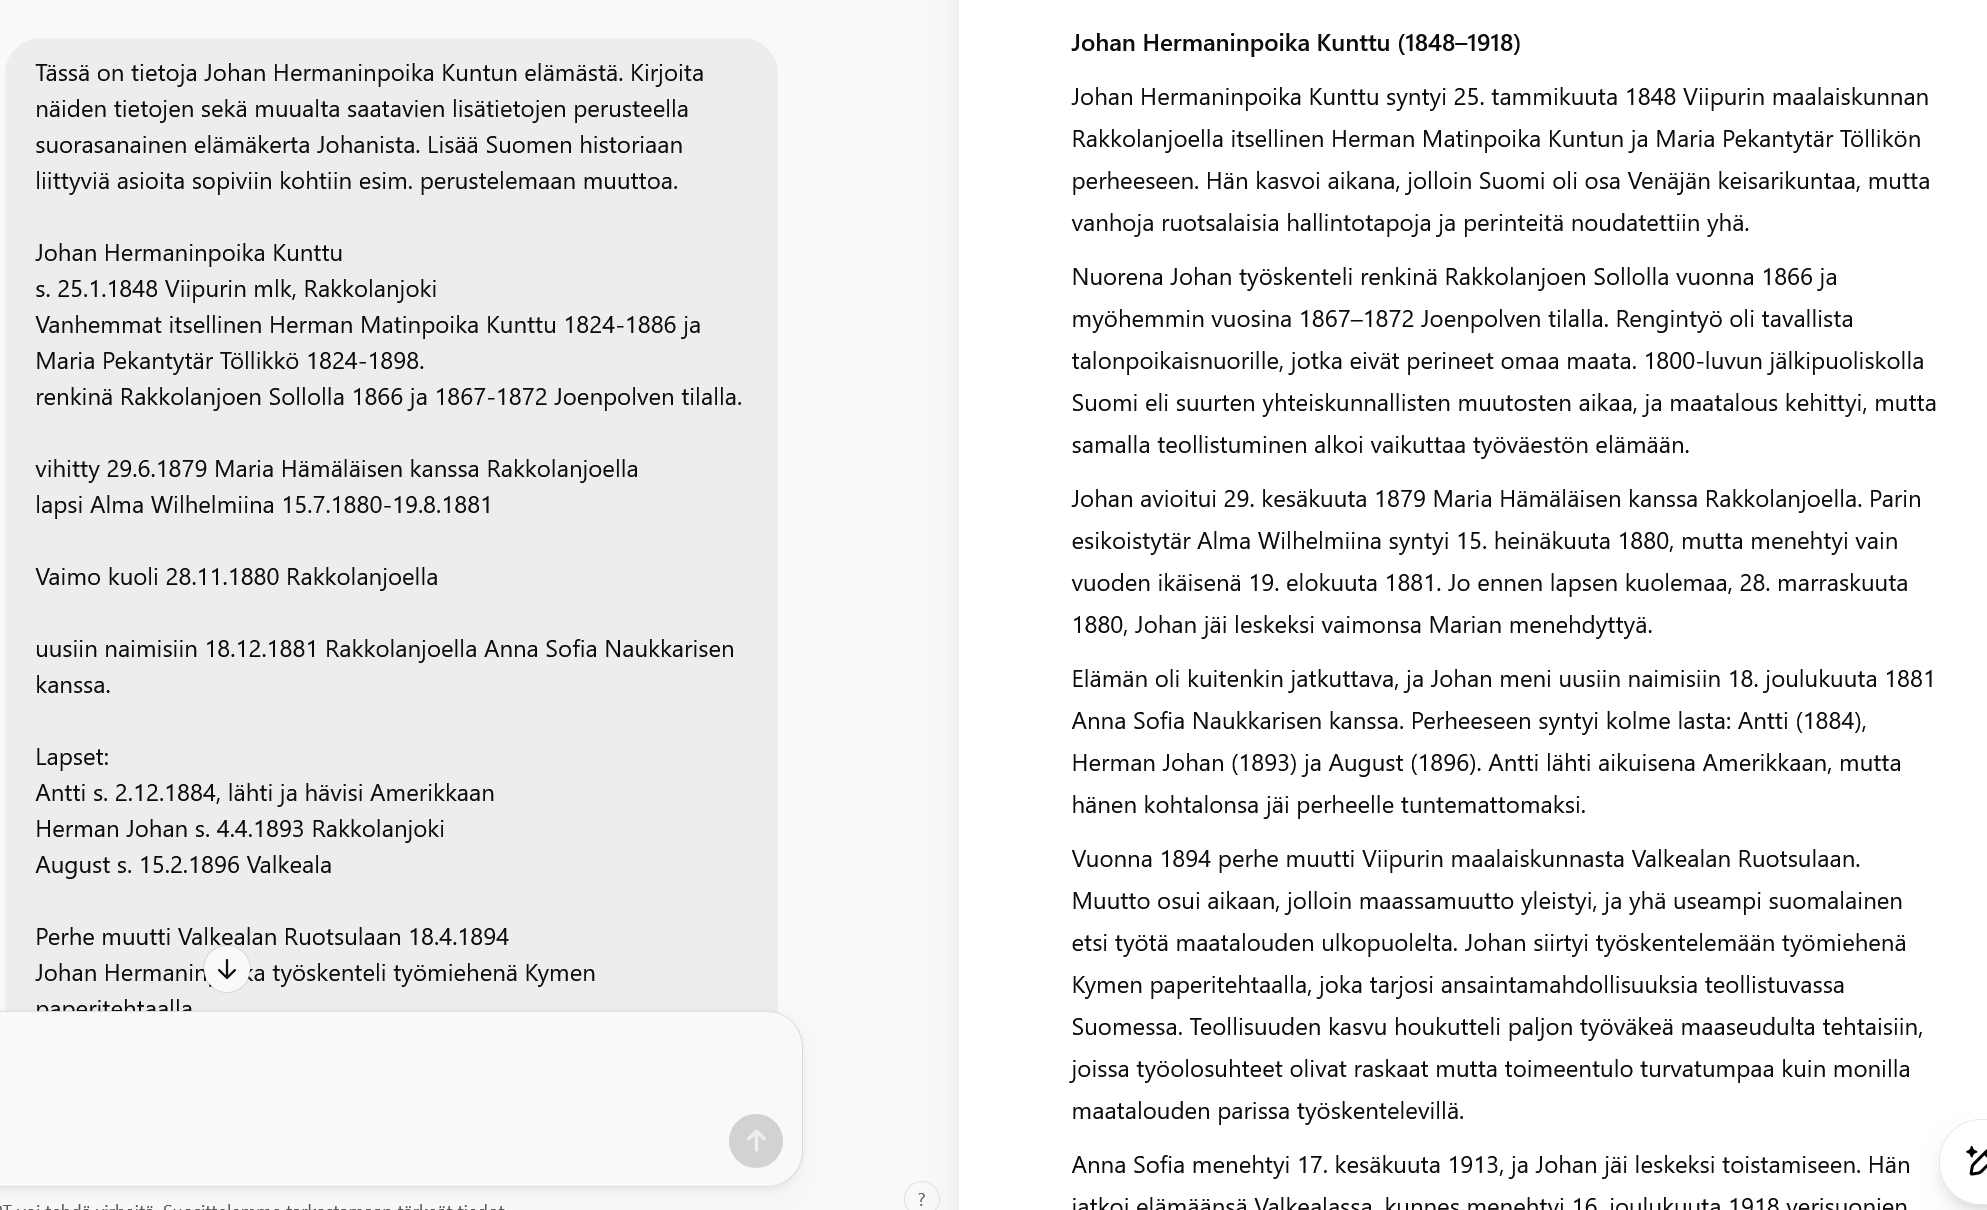 Tässä on tietoja Johan Hermaninpoika Kuntun elämästä. Kirjoita
näiden tietojen sekä muualta saatavien lisätietojen perusteella
suorasanainen elämäkerta Johanista. Lisää Suomen historiaan
liittyviä asioita sopiviin kohtiin esim. perustelemaan muuttoa.
Johan Hermaninpoika Kunttu
s. 25.1.1848 Viipurin mlk, Rakkolanjoki
Vanhemmat itsellinen Herman Matinpoika Kunttu 1824-1886 ja
Maria Pekantytär Töllikkö 1824-1898.
renkinä Rakkolanjoen Sollolla 1866 ja 1867-1872 Joenpolven tilalla.
vihitty 29.6.1879 Maria Hämäläisen kanssa Rakkolanjoella
lapsi Alma Wilhelmiina 15.7.1880-19.8.1881
Vaimo kuoli 28.11.1880 Rakkolanjoella
uusiin naimisiin 18.12.1881 Rakkolanjoella Anna Sofia Naukkarisen
kanssa.
Lapset:
Antti s. 2.12.1884, lähti ja hävisi Amerikkaan
Herman Johan s. 4.4.1893 Rakkolanjoki
August s. 15.2.1896 Valkeala
Perhe muutti Valkealan Ruotsulaan 18.4.1894
Johan työskenteli työmiehenä Kymen
paperitehtaalla
?
Johan Hermaninpoika Kunttu (1848–1918)
Johan Hermaninpoika Kunttu syntyi 25. tammikuuta 1848 Viipurin maalaiskunnan
Rakkolanjoella itsellinen Herman Matinpoika Kuntun ja Maria Pekantytär Töllikön
perheeseen. Hän kasvoi aikana, jolloin Suomi oli osa Venäjän keisarikuntaa, mutta
vanhoja ruotsalaisia hallintotapoja ja perinteitä noudatettiin yhä.
Nuorena Johan työskenteli renkinä Rakkolanjoen Sollolla vuonna 1866 ja
myöhemmin vuosina 1867–1872 Joenpolven tilalla. Rengintyö oli tavallista
talonpoikaisnuorille, jotka eivät perineet omaa maata. 1800-luvun jälkipuoliskolla
Suomi eli suurten yhteiskunnallisten muutosten aikaa, ja maatalous kehittyi, mutta
samalla teollistuminen alkoi vaikuttaa työväestön elämään.
Johan avioitui 29. kesäkuuta 1879 Maria Hämäläisen kanssa Rakkolanjoella. Parin
esikoistytär Alma Wilhelmiina syntyi 15. heinäkuuta 1880, mutta menehtyi vain
vuoden ikäisenä 19. elokuuta 1881. Jo ennen lapsen kuolemaa, 28. marraskuuta
1880, Johan jäi leskeksi vaimonsa Marian menehdyttyä.
Elämän oli kuitenkin jatkuttava, ja Johan meni uusiin naimisiin 18. joulukuuta 1881
Anna Sofia Naukkarisen kanssa. Perheeseen syntyi kolme lasta: Antti (1884),
Herman Johan (1893) ja August (1896). Antti lähti aikuisena Amerikkaan, mutta
hänen kohtalonsa jäi perheelle tuntemattomaksi.
Vuonna 1894 perhe muutti Viipurin maalaiskunnasta Valkealan Ruotsulaan.
Muutto osui aikaan, jolloin maassamuutto yleistyi, ja yhä useampi suomalainen
etsi työtä maatalouden ulkopuolelta. Johan siirtyi työskentelemään työmiehenä
Kymen paperitehtaalla, joka tarjosi ansaintamahdollisuuksia teollistuvassa
Suomessa. Teollisuuden kasvu houkutteli paljon työväkeä maaseudulta tehtaisiin,
joissa työolosuhteet olivat raskaat mutta toimeentulo turvatumpaa kuin monilla
maatalouden parissa työskentelevillä.
Anna Sofia menehtyi 17. kesäkuuta 1913, ja Johan jäi leskeksi toistamiseen. Hän
jatkoi elämäänsä Valkealassa, kunnes menehtyi 16. joulukuuta 1918 verisuonien